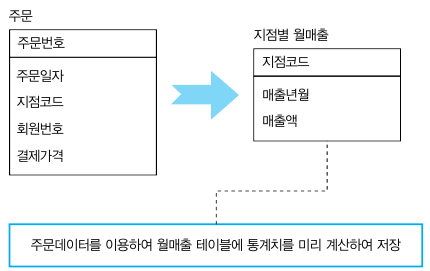 주문
주문번호
주문일자
지점코드
회원번호
결제가격
지점별 월매출
지점코드
매출년월
매출액
주문데이터를 이용하여 월매출 테이블에 통계치를 미리 계산하여 저장